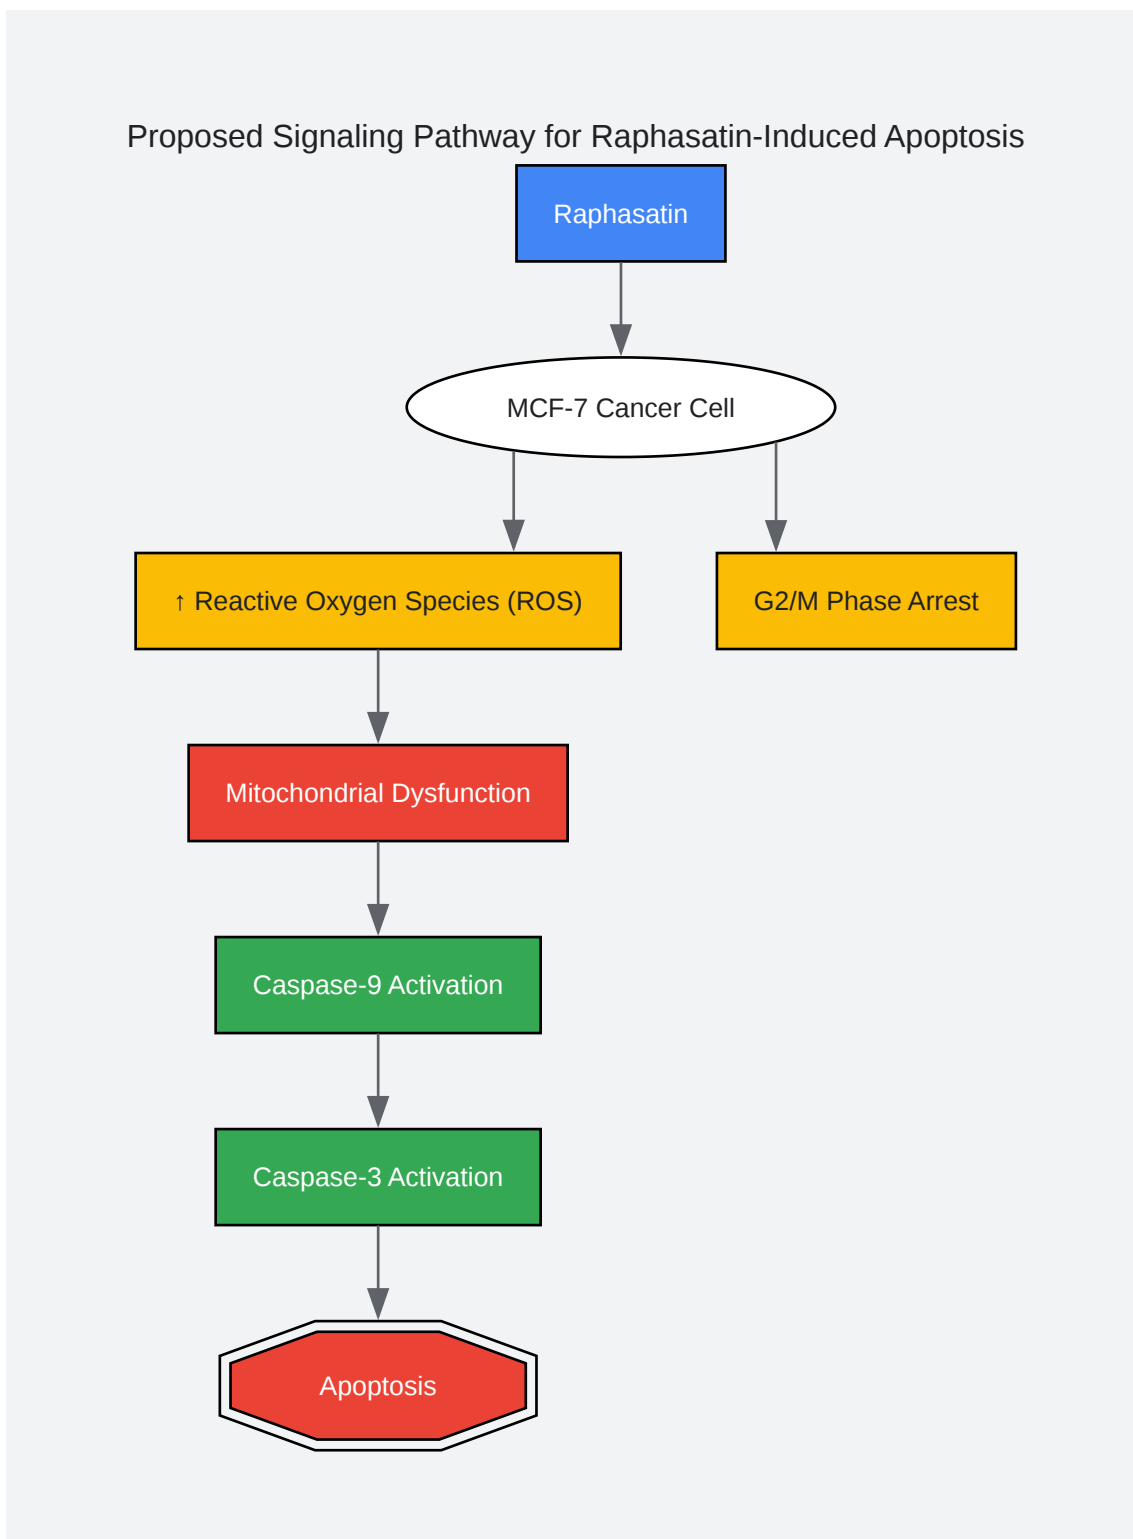 Proposed Signaling Pathway for Raphasatin-Induced Apoptosis
Raphasatin
MCF-7 Cancer Cell
↑ Reactive Oxygen Species (ROS)
G2/M Phase Arrest
Mitochondrial Dysfunction
Caspase-9 Activation
Caspase-3 Activation
Apoptosis